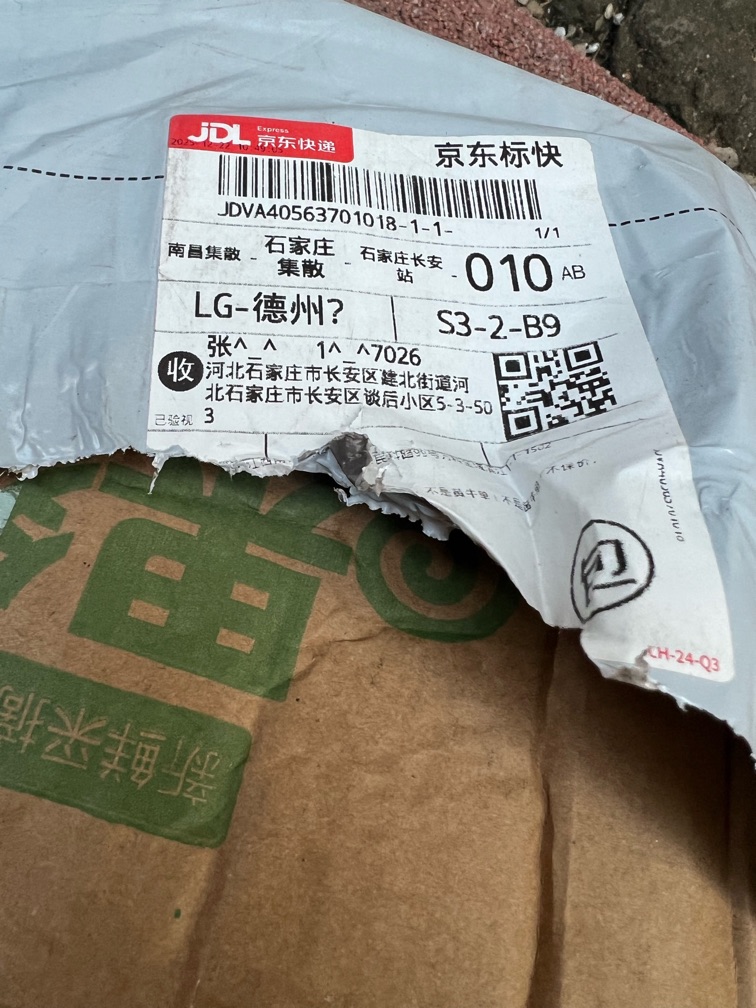 JDL Express 京东快递
京东标快
JDVA40563701018-1-1-
1/1
南昌集散 - 石家庄集散 - 石家庄长安站 - 010 AB
LG-德州?
S3-2-B9
张^_^ 1^_^7026
收
河北石家庄市长安区建北街道河
北石家庄市长安区谈后小区5-3-50
3
已验视
CH-24-Q3
新鲜采摘